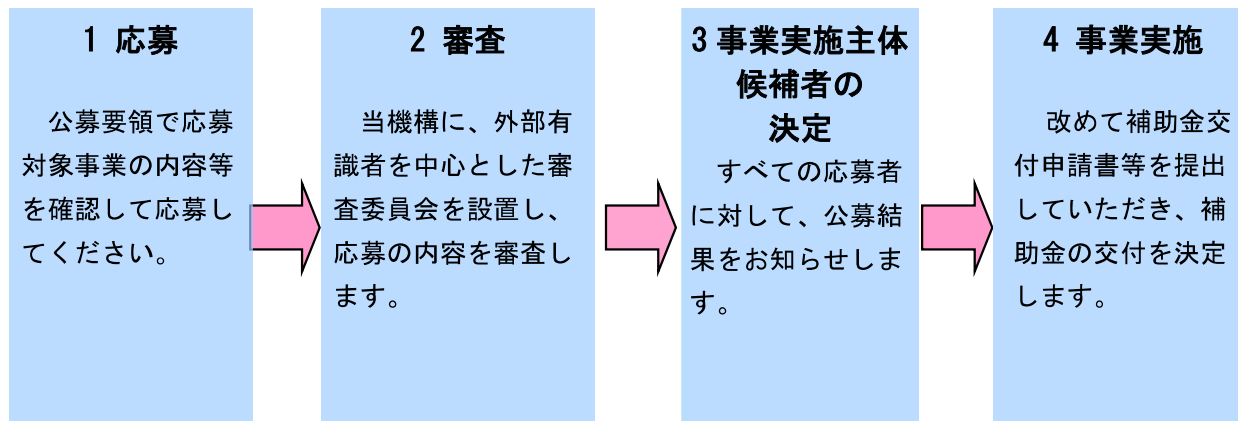 1 応募
公募要領で応募
対象事業の内容等
を確認して応募し
てください。
2 審査
当機構に、外部有
識者を中心とした審
査委員会を設置し、
応募の内容を審査し
ます。
3事業実施主体
候補者の
決定
すべての応募者
に対して、公募結
果をお知らせしま
す。
4 事業実施
改めて補助金交
付申請書等を提出
していただき、補
助金の交付を決定
します。